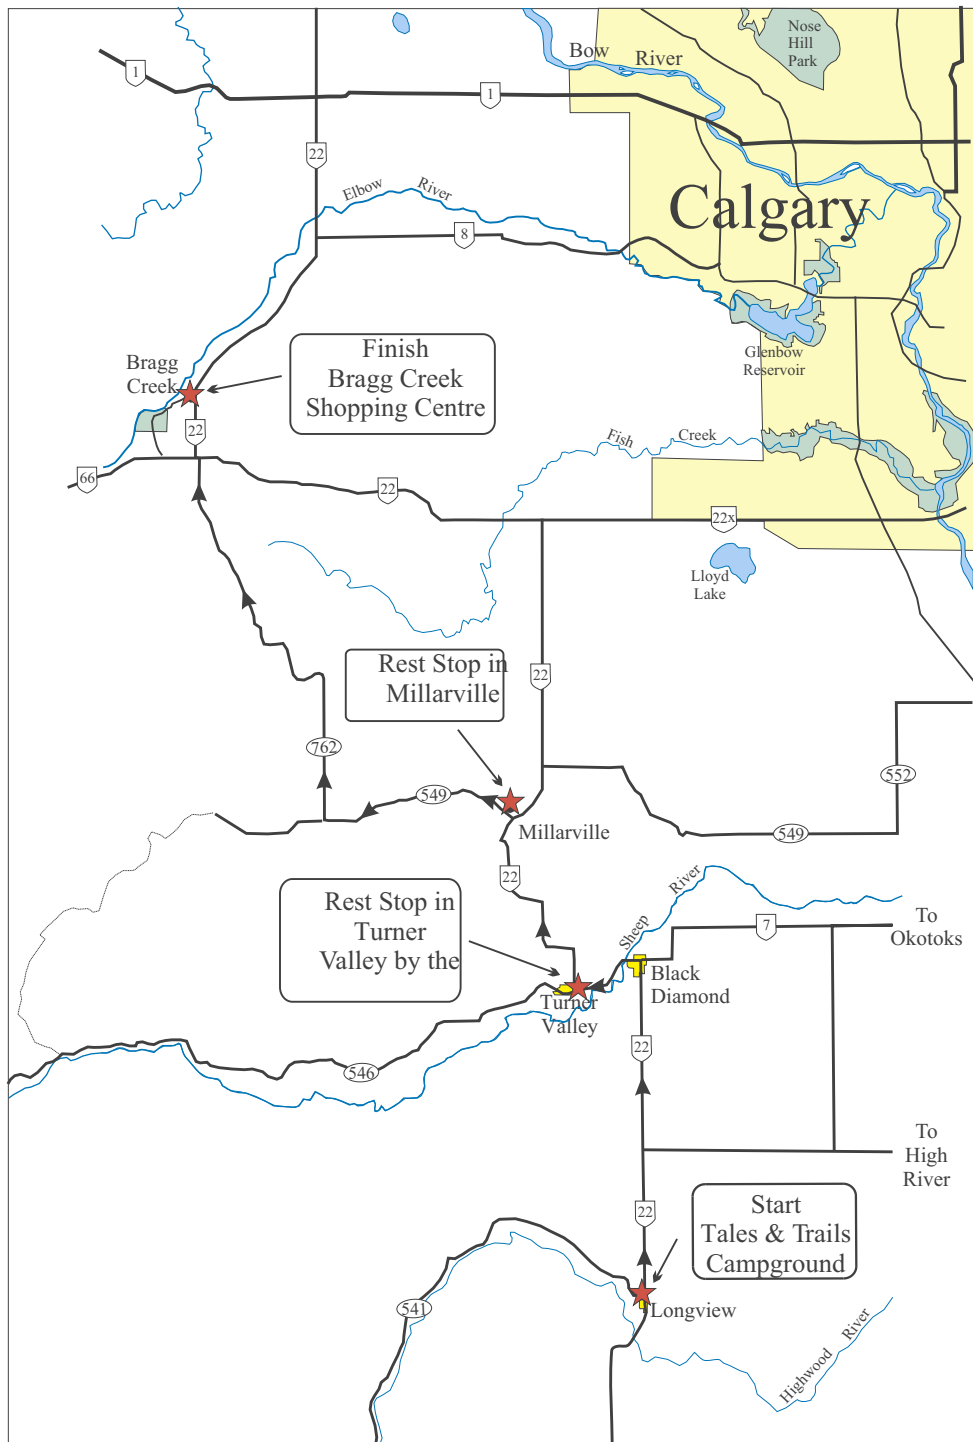 Nose
Hill
Park
Bow River
1
1
22
Elbow River
Calgary
8
Glenbow
Reservoir
Bragg
Creek
Finish
Bragg Creek
Shopping Centre
22
Fish Creek
66
22
22x
Lloyd
Lake
Rest Stop in
Millarville
22
762
552
549
Millarville
549
22
Rest Stop in
Turner
Valley by the
Sheep River
7
To
Okotoks
Black
Diamond
Turner
Valley
22
546
To
High
River
22
Start
Tales & Trails
Campground
541
Longview
Highwood River